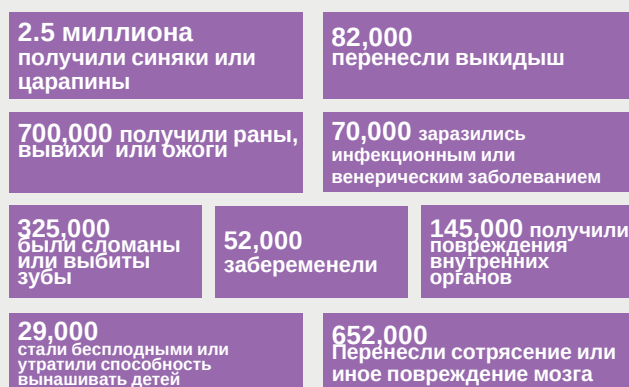 2.5 миллиона
получили синяки или
царапины
82,000
перенесли выкидыш
700,000 получили раны,
вывихи или ожоги
70,000 заразились
инфекционным или
венерическим заболеванием
325,000
были сломаны
или выбиты
зубы
52,000
забеременели
145,000 получили
повреждения
внутренних
органов
29,000
стали бесплодными или
утратили способность
вынашивать детей
652,000
Перенесли сотрясение или
иное повреждение мозга